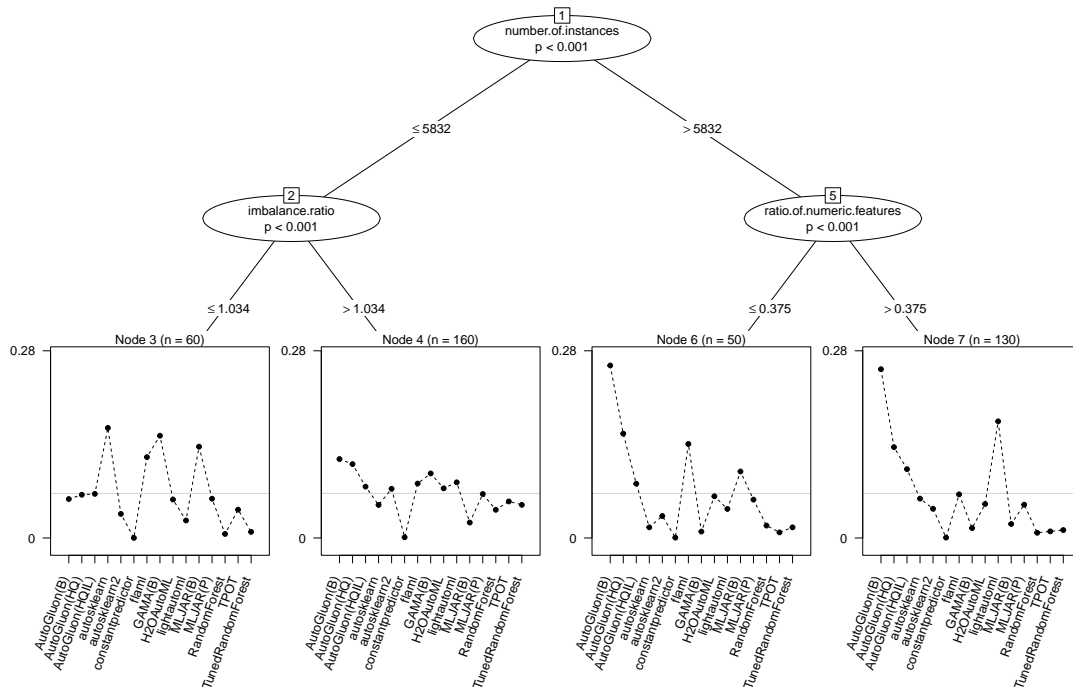 1
number.of.instances
p < 0.001
≤ 5832
> 5832
2
imbalance.ratio
p < 0.001
5
ratio.of.numeric.features
p < 0.001
≤ 1.034
> 1.034
≤ 0.375
> 0.375
Node 3 (n = 60)
0.28
0
AutoGluon(B)
AutoGluon(HQ)
AutoGluon(HQIL)
autosklearn
autosklearn2
constantpredictor
flaml
GAMA(B)
H2OAutoML
lightautoml
MLJAR(B)
MLJAR(P)
RandomForest
TPOT
TunedRandomForest
Node 4 (n = 160)
0.28
0
AutoGluon(B)
AutoGluon(HQ)
AutoGluon(HQIL)
autosklearn
autosklearn2
constantpredictor
flaml
GAMA(B)
H2OAutoML
lightautoml
MLJAR(B)
MLJAR(P)
RandomForest
TPOT
TunedRandomForest
Node 6 (n = 50)
0.28
0
AutoGluon(B)
AutoGluon(HQ)
AutoGluon(HQIL)
autosklearn
autosklearn2
constantpredictor
flaml
GAMA(B)
H2OAutoML
lightautoml
MLJAR(B)
MLJAR(P)
RandomForest
TPOT
TunedRandomForest
Node 7 (n = 130)
0.28
0
AutoGluon(B)
AutoGluon(HQ)
AutoGluon(HQIL)
autosklearn
autosklearn2
constantpredictor
flaml
GAMA(B)
H2OAutoML
lightautoml
MLJAR(B)
MLJAR(P)
RandomForest
TPOT
TunedRandomForest